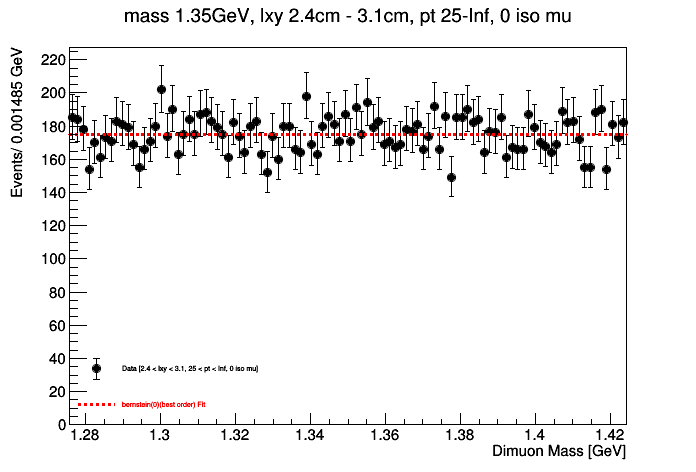 mass 1.35GeV, lxy 2.4cm - 3.1cm, pt 25-Inf, 0 iso mu
Events/ 0.001485 GeV
220
200
180
160
140
120
100
80
60
40
20
0
Data [2.4 < lxy < 3.1, 25 < pt < Inf, 0 iso mu]
bernstein(0)(best order) Fit
1.28 1.3 1.32 1.34 1.36 1.38 1.4 1.42
Dimuon Mass [GeV]